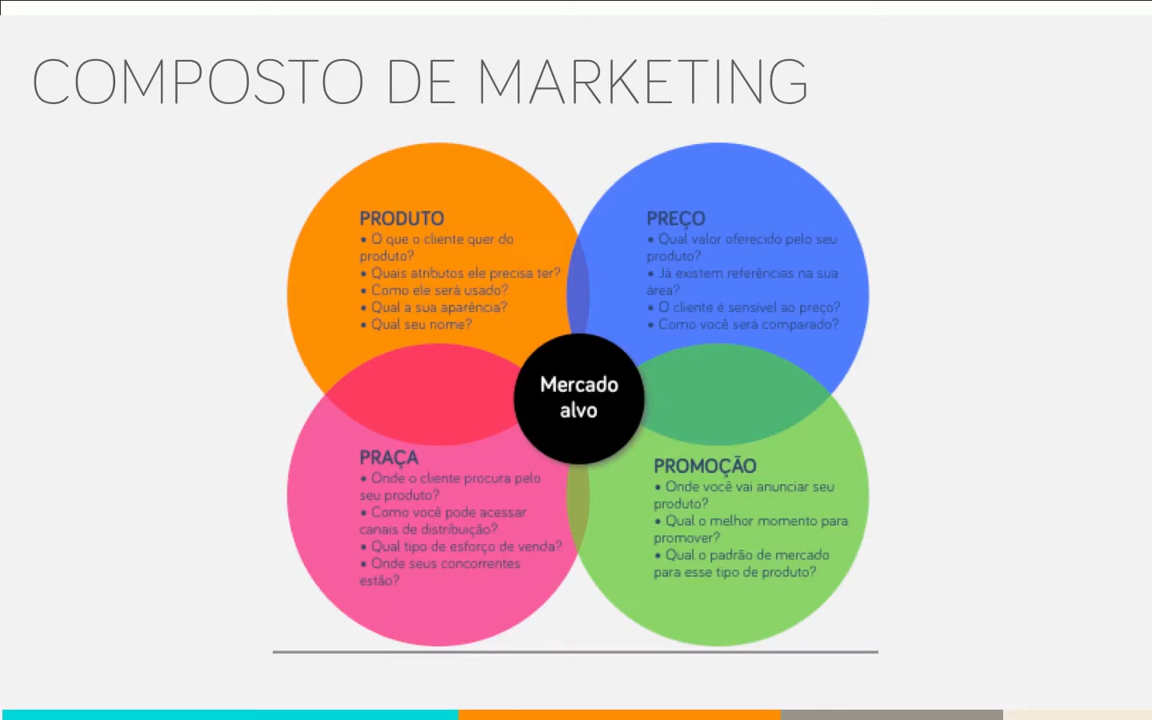 COMPOSTO DE MARKETING
PRODUTO
• O que o cliente quer do
produto?
• Quais atributos ele precisa ter?
• Como ele será usado?
• Qual a sua aparência?
• Qual seu nome?
PREÇO
• Qual valor oferecido pelo seu
produto?
• Já existem referências na sua
área?
• O cliente é sensível ao preço?
• Como você será comparado?
Mercado
alvo
PRAÇA
• Onde o cliente procura pelo
seu produto?
• Como você pode acessar
canais de distribuição?
• Qual tipo de esforço de venda?
• Onde seus concorrentes
estão?
PROMOÇÃO
• Onde você vai anunciar seu
produto?
• Qual o melhor momento para
promover?
• Qual o padrão de mercado
para esse tipo de produto?